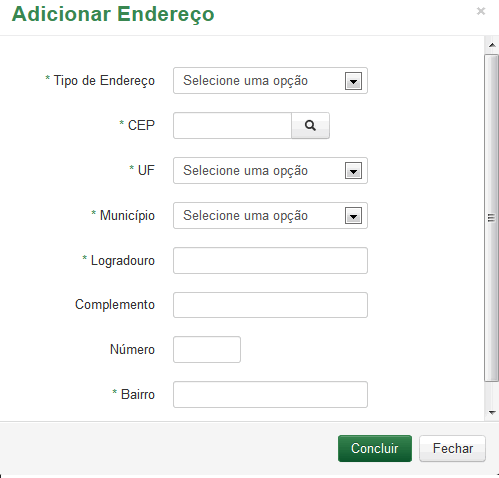 Adicionar Endereço ×
* Tipo de Endereço Selecione uma opção
* CEP
* UF Selecione uma opção
* Município Selecione uma opção
* Logradouro
Complemento
Número
* Bairro
Concluir Fechar